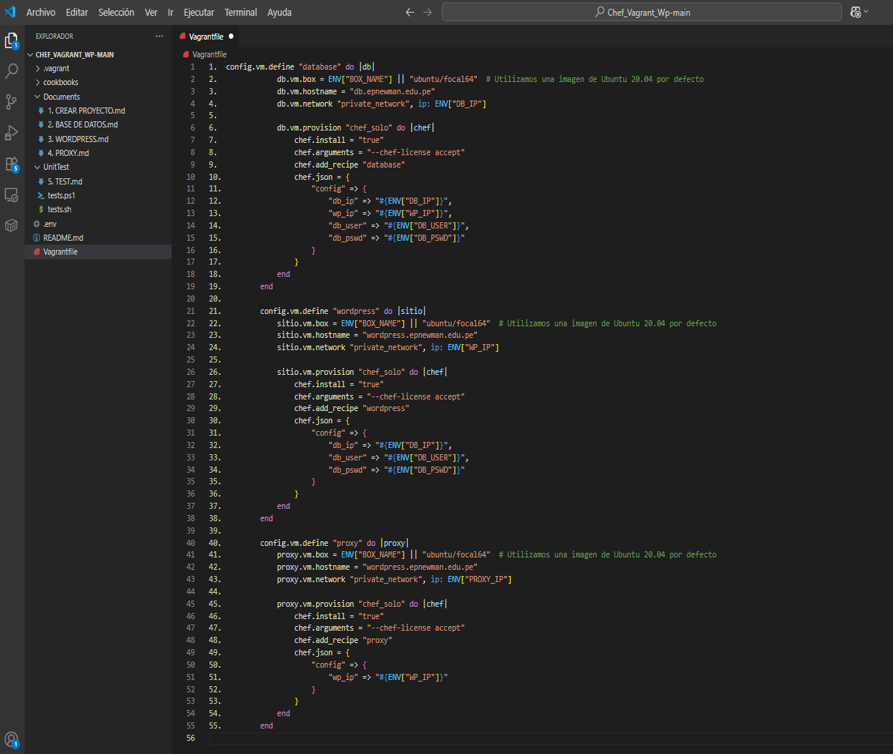 Archivo Editar Selección Ver Ir Ejecutar Terminal Ayuda
Chef_Vagrant_Wp-main
EXPLORADOR
CHEF_VAGRANT_WP-MAIN
.vagrant
cookbooks
Documents
1. CREAR PROYECTO.md
2. BASE DE DATOS.md
3. WORDPRESS.md
4. PROXY.md
UnitTest
5. TEST.md
tests.ps1
tests.sh
.env
README.md
Vagrantfile
1
5
1
Vagrantfile
Vagrantfile
1 1. config.vm.define "database" do |db|
2 2. db.vm.box = ENV["BOX_NAME"] || "ubuntu/focal64" # Utilizamos una imagen de Ubuntu 20.04 por defecto
3 3. db.vm.hostname = "db.epnewman.edu.pe"
4 4. db.vm.network "private_network", ip: ENV["DB_IP"]
5 5.
6 6. db.vm.provision "chef_solo" do |chef|
7 7. chef.install = "true"
8 8. chef.arguments = "--chef-license accept"
9 9. chef.add_recipe "database"
10 10. chef.json = {
11 11. "config" => {
12 12. "db_ip" => "#{ENV["DB_IP"]}",
13 13. "wp_ip" => "#{ENV["WP_IP"]}",
14 14. "db_user" => "#{ENV["DB_USER"]}",
15 15. "db_pswd" => "#{ENV["DB_PSWD"]}"
16 16. }
17 17. }
18 18. end
19 19. end
20 20.
21 21. config.vm.define "wordpress" do |sitio|
22 22. sitio.vm.box = ENV["BOX_NAME"] || "ubuntu/focal64" # Utilizamos una imagen de Ubuntu 20.04 por defecto
23 23. sitio.vm.hostname = "wordpress.epnewman.edu.pe"
24 24. sitio.vm.network "private_network", ip: ENV["WP_IP"]
25 25.
26 26. sitio.vm.provision "chef_solo" do |chef|
27 27. chef.install = "true"
28 28. chef.arguments = "--chef-license accept"
29 29. chef.add_recipe "wordpress"
30 30. chef.json = {
31 31. "config" => {
32 32. "db_ip" => "#{ENV["DB_IP"]}",
33 33. "db_user" => "#{ENV["DB_USER"]}",
34 34. "db_pswd" => "#{ENV["DB_PSWD"]}"
35 35. }
36 36. }
37 37. end
38 38. end
39 39.
40 40. config.vm.define "proxy" do |proxy|
41 41. proxy.vm.box = ENV["BOX_NAME"] || "ubuntu/focal64" # Utilizamos una imagen de Ubuntu 20.04 por defecto
42 42. proxy.vm.hostname = "wordpress.epnewman.edu.pe"
43 43. proxy.vm.network "private_network", ip: ENV["PROXY_IP"]
44 44.
45 45. proxy.vm.provision "chef_solo" do |chef|
46 46. chef.install = "true"
47 47. chef.arguments = "--chef-license accept"
48 48. chef.add_recipe "proxy"
49 49. chef.json = {
50 50. "config" => {
51 51. "wp_ip" => "#{ENV["WP_IP"]}"
52 52. }
53 53. }
54 54. end
55 55. end
56